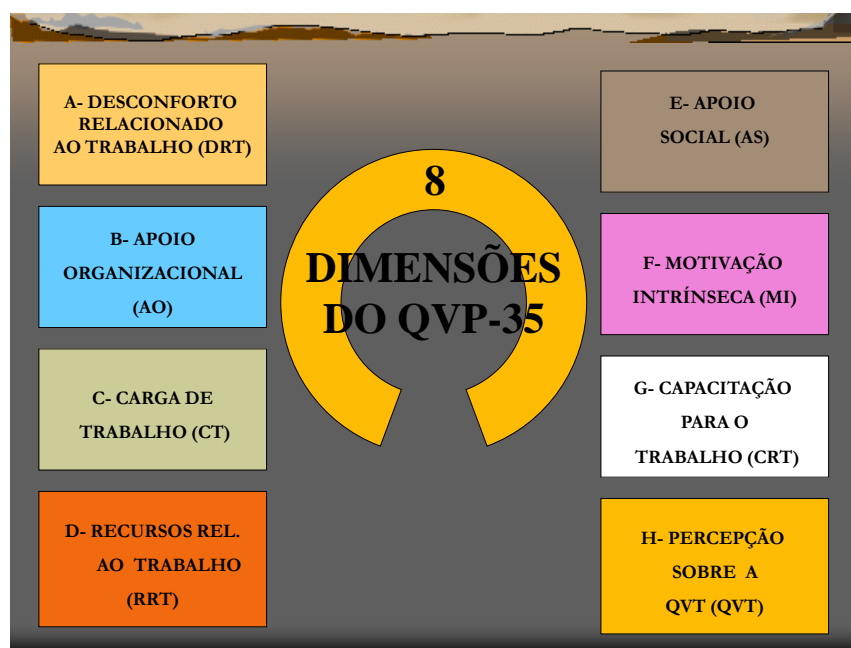 A- DESCONFORTO
RELACIONADO
AO TRABALHO (DRT)
B- APOIO
ORGANIZACIONAL
(AO)
C- CARGA DE
TRABALHO (CT)
D- RECURSOS REL.
AO TRABALHO
(RRT)
8
DIMENSÕES
DO QVP-35
E- APOIO
SOCIAL (AS)
F- MOTIVAÇÃO
INTRÍNSECA (MI)
G- CAPACITAÇÃO
PARA O
TRABALHO (CRT)
H- PERCEPÇÃO
SOBRE A
QVT (QVT)